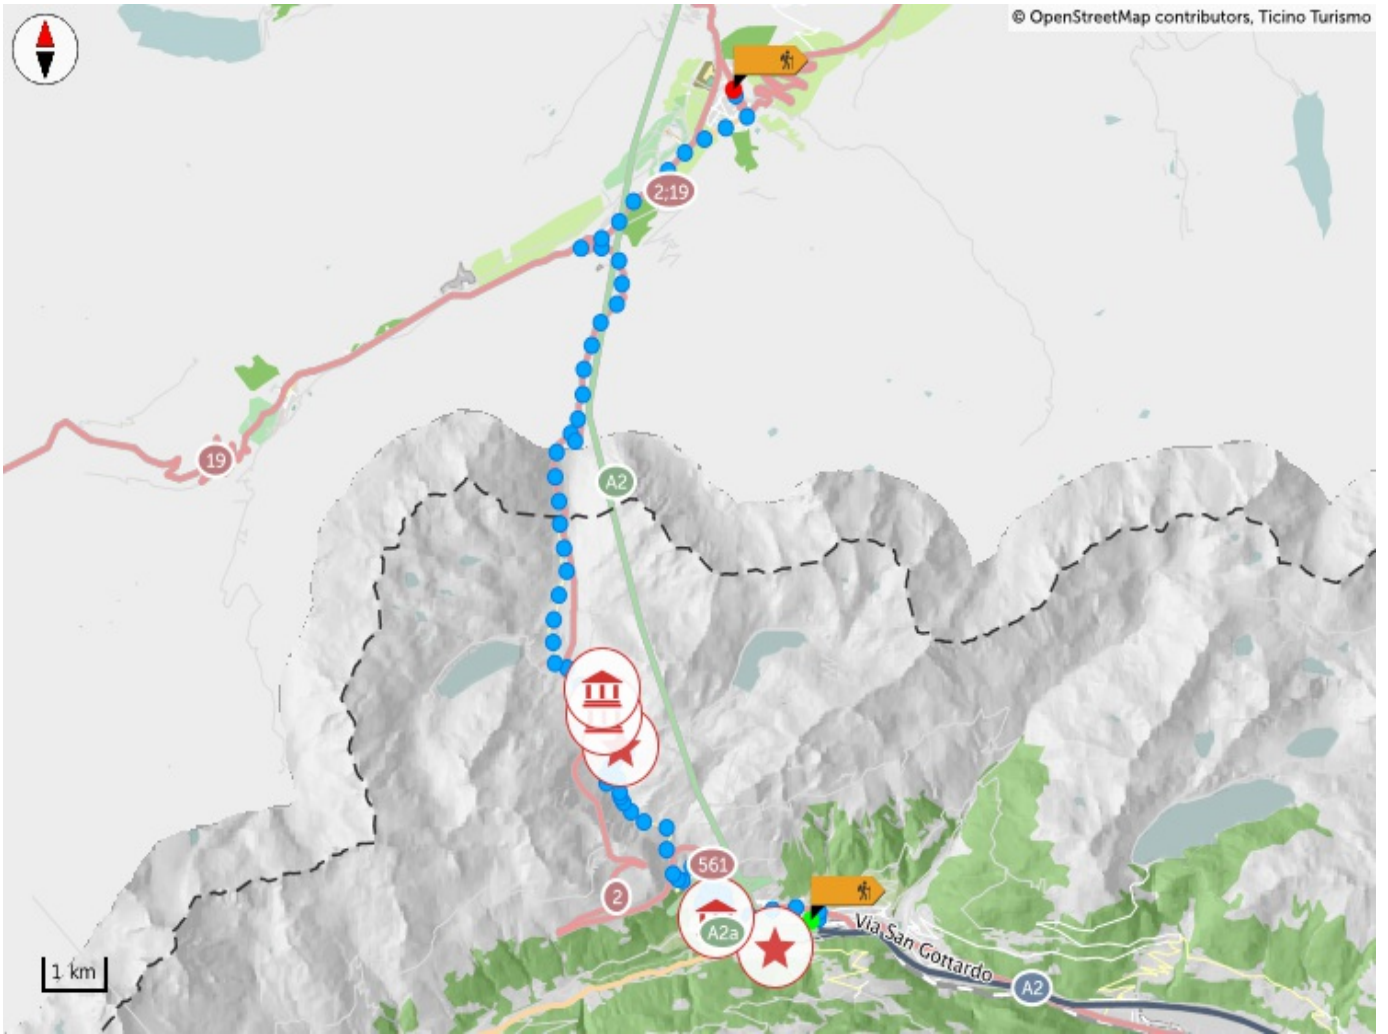 © OpenStreetMap contributors, Ticino Turismo
2;19
19
A2
561
2
A2a
Via San Gottardo
1 km
A2